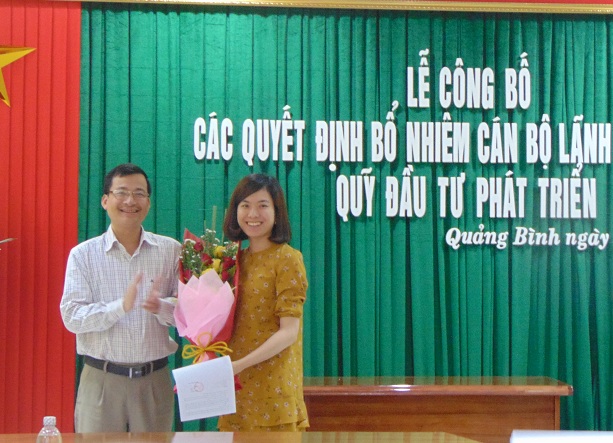 LỄ CÔNG BỐ
CÁC QUYẾT ĐỊNH BỔ NHIỆM CÁN BỘ LÃNH
QUỸ ĐẦU TƯ PHÁT TRIỂN
Quảng Bình ngày